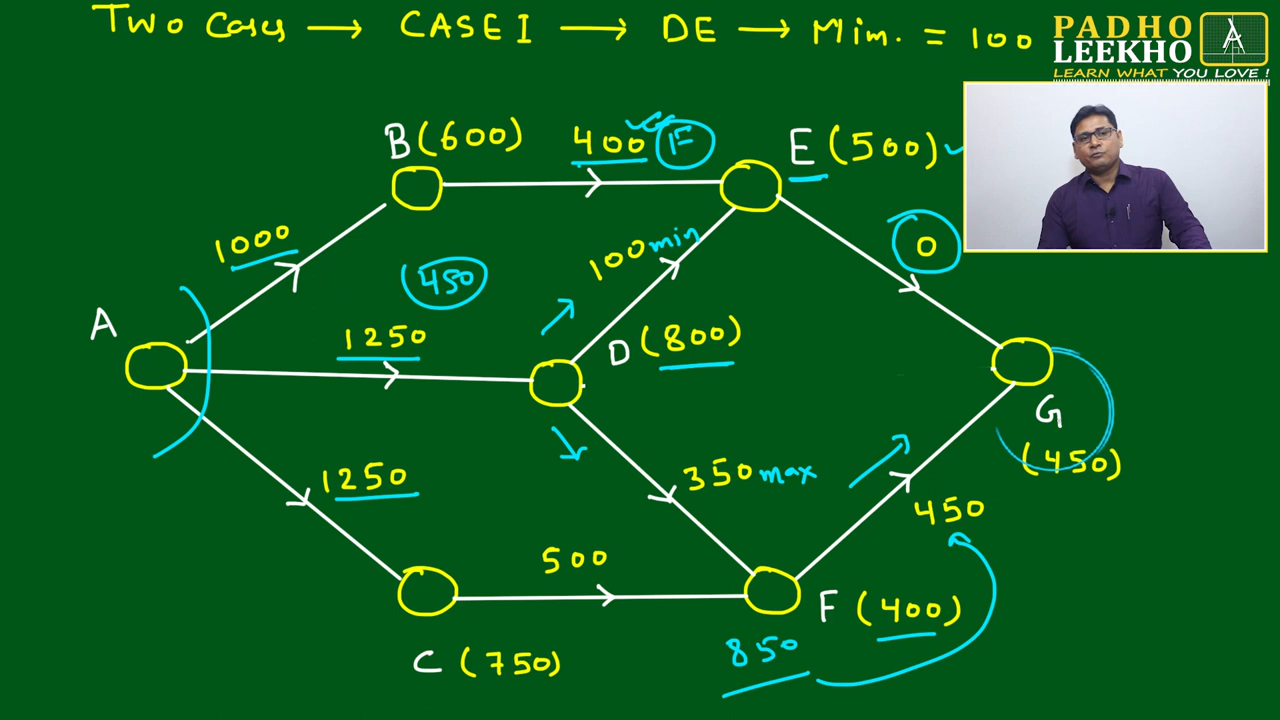 Two Cases → CASE I → DE → Min. = 100
PADHO
LEEKHO
LEARN WHAT YOU LOVE !
B (600)
400
F
E (500)
1000
0
450
100 min
A
1250
D (800)
G
(450)
1250
350 max
450
500
F (400)
850
C (750)